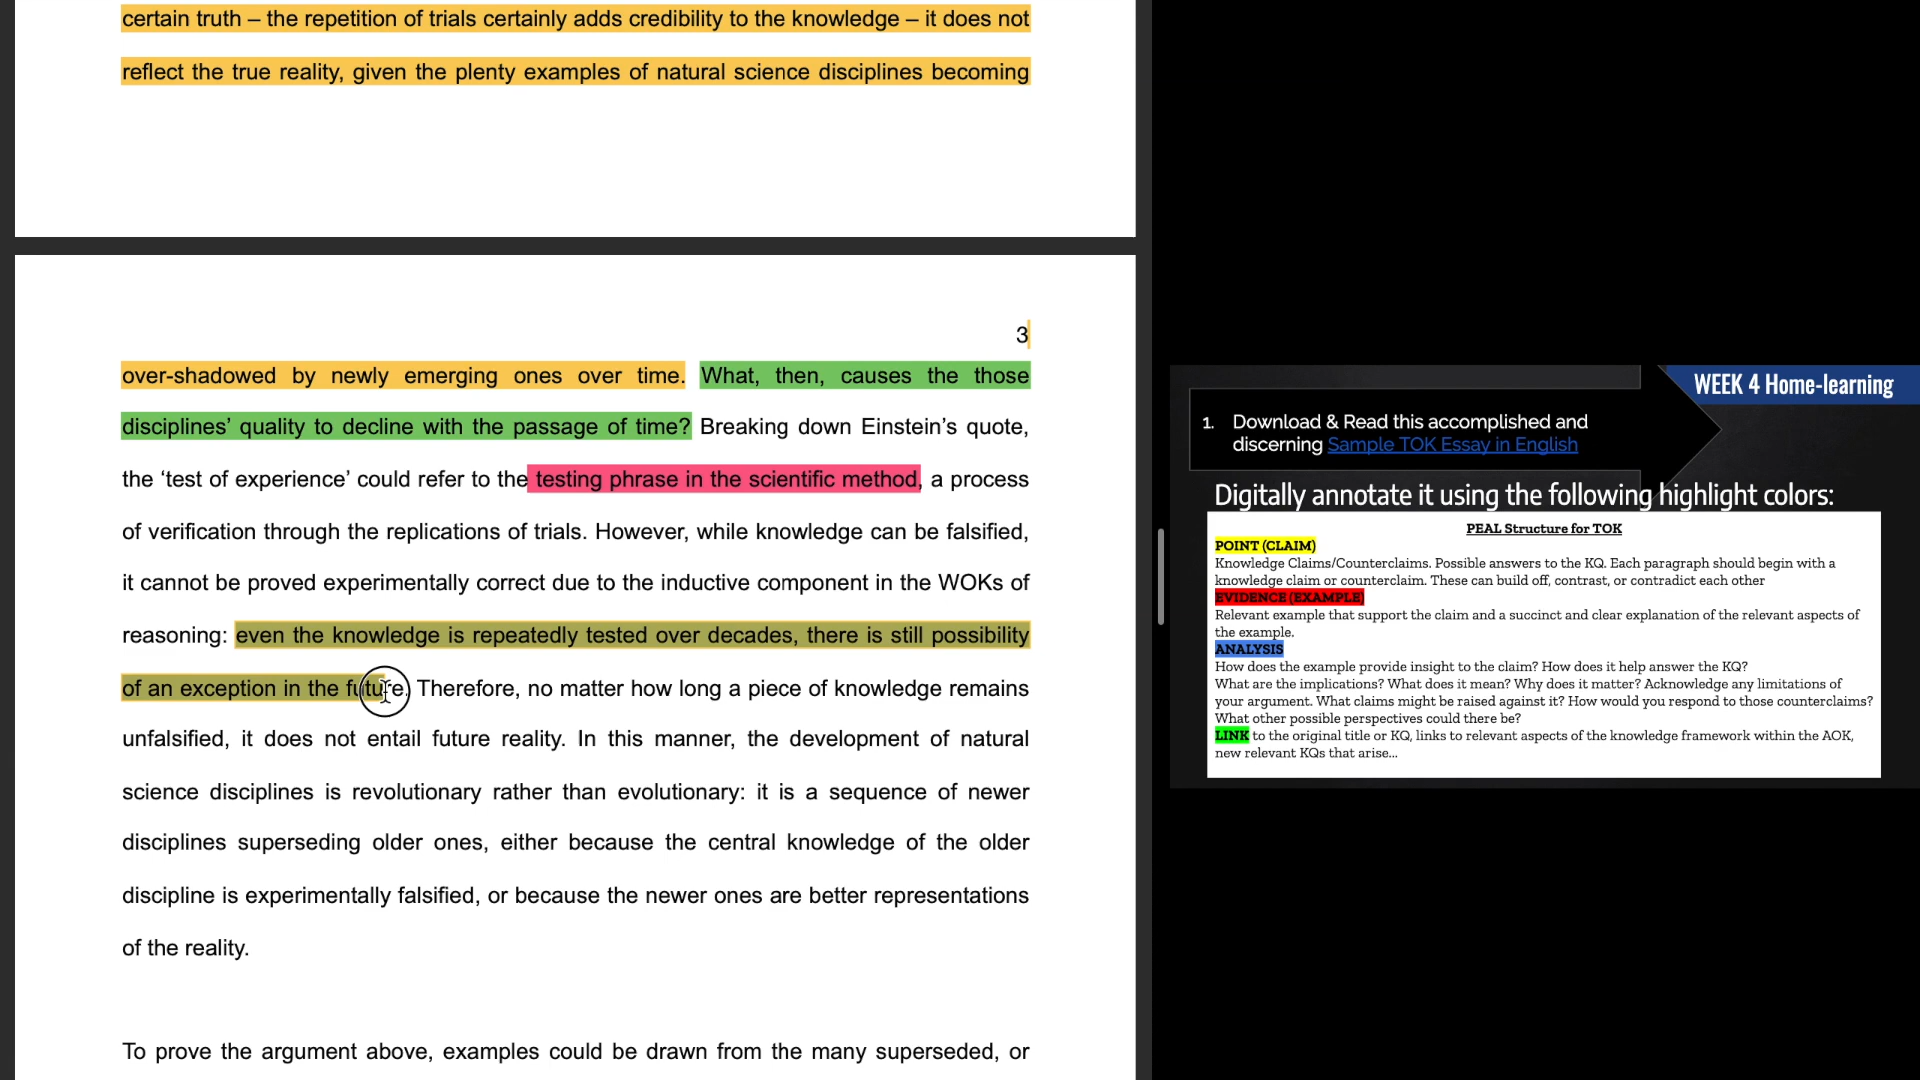 certain truth – the repetition of trials certainly adds credibility to the knowledge – it does not
reflect the true reality, given the plenty examples of natural science disciplines becoming
3
over-shadowed by newly emerging ones over time. What, then, causes the those
disciplines’ quality to decline with the passage of time? Breaking down Einstein’s quote,
the ‘test of experience’ could refer to the testing phrase in the scientific method, a process
of verification through the replications of trials. However, while knowledge can be falsified,
it cannot be proved experimentally correct due to the inductive component in the WOKs of
reasoning: even the knowledge is repeatedly tested over decades, there is still possibility
of an exception in the future. Therefore, no matter how long a piece of knowledge remains
unfalsified, it does not entail future reality. In this manner, the development of natural
science disciplines is revolutionary rather than evolutionary: it is a sequence of newer
disciplines superseding older ones, either because the central knowledge of the older
discipline is experimentally falsified, or because the newer ones are better representations
of the reality.
To prove the argument above, examples could be drawn from the many superseded, or
WEEK 4 Home-learning
1. Download & Read this accomplished and
discerning Sample TOK Essay in English
Digitally annotate it using the following highlight colors:
PEAL Structure for TOK
POINT (CLAIM)
Knowledge Claims/Counterclaims. Possible answers to the KQ. Each paragraph should begin with a
knowledge claim or counterclaim. These can build off, contrast, or contradict each other
EVIDENCE (EXAMPLE)
Relevant example that support the claim and a succinct and clear explanation of the relevant aspects of
the example.
ANALYSIS
How does the example provide insight to the claim? How does it help answer the KQ?
What are the implications? What does it mean? Why does it matter? Acknowledge any limitations of
your argument. What claims might be raised against it? How would you respond to those counterclaims?
What other possible perspectives could there be?
LINK to the original title or KQ, links to relevant aspects of the knowledge framework within the AOK,
new relevant KQs that arise...